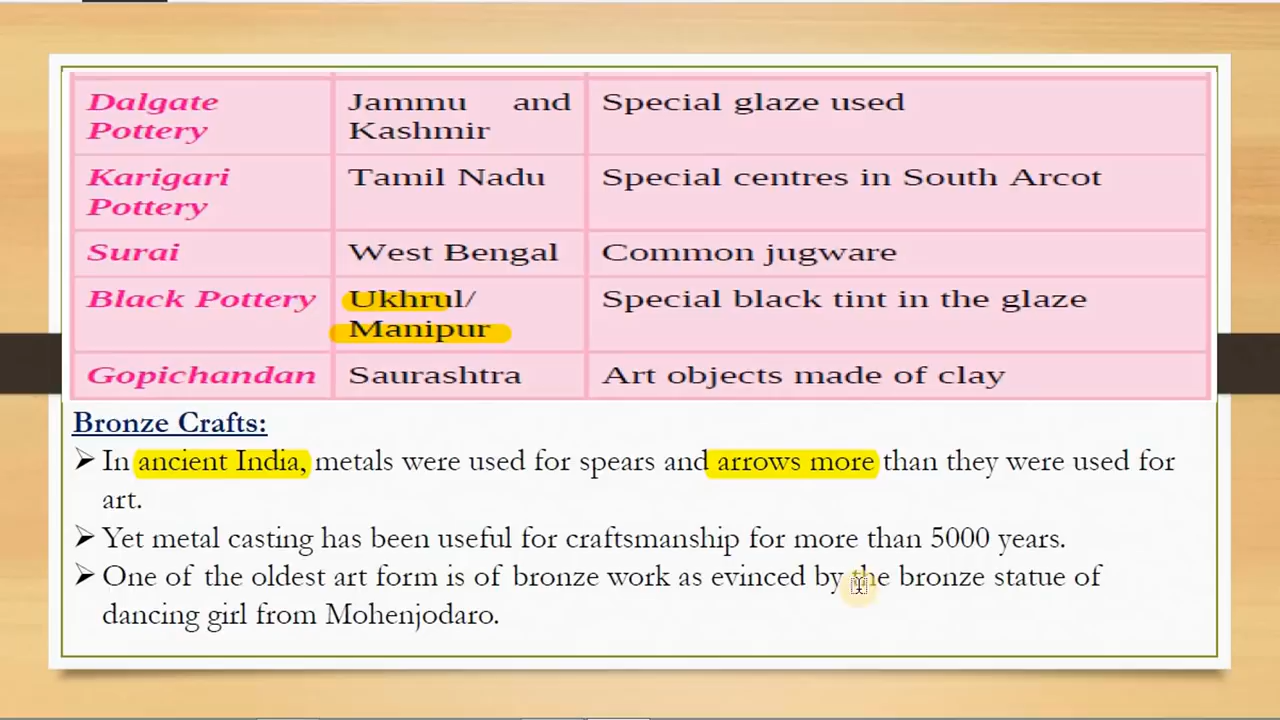 Dalgate Jammu and Special glaze used
Pottery Kashmir
Karigari Tamil Nadu Special centres in South Arcot
Pottery
Surai West Bengal Common jugware
Black Pottery Ukhrul/ Special black tint in the glaze
Manipur
Gopichandan Saurashtra Art objects made of clay
Bronze Crafts:
➢ In ancient India, metals were used for spears and arrows more than they were used for
art.
➢ Yet metal casting has been useful for craftsmanship for more than 5000 years.
➢ One of the oldest art form is of bronze work as evinced by the bronze statue of
dancing girl from Mohenjodaro.